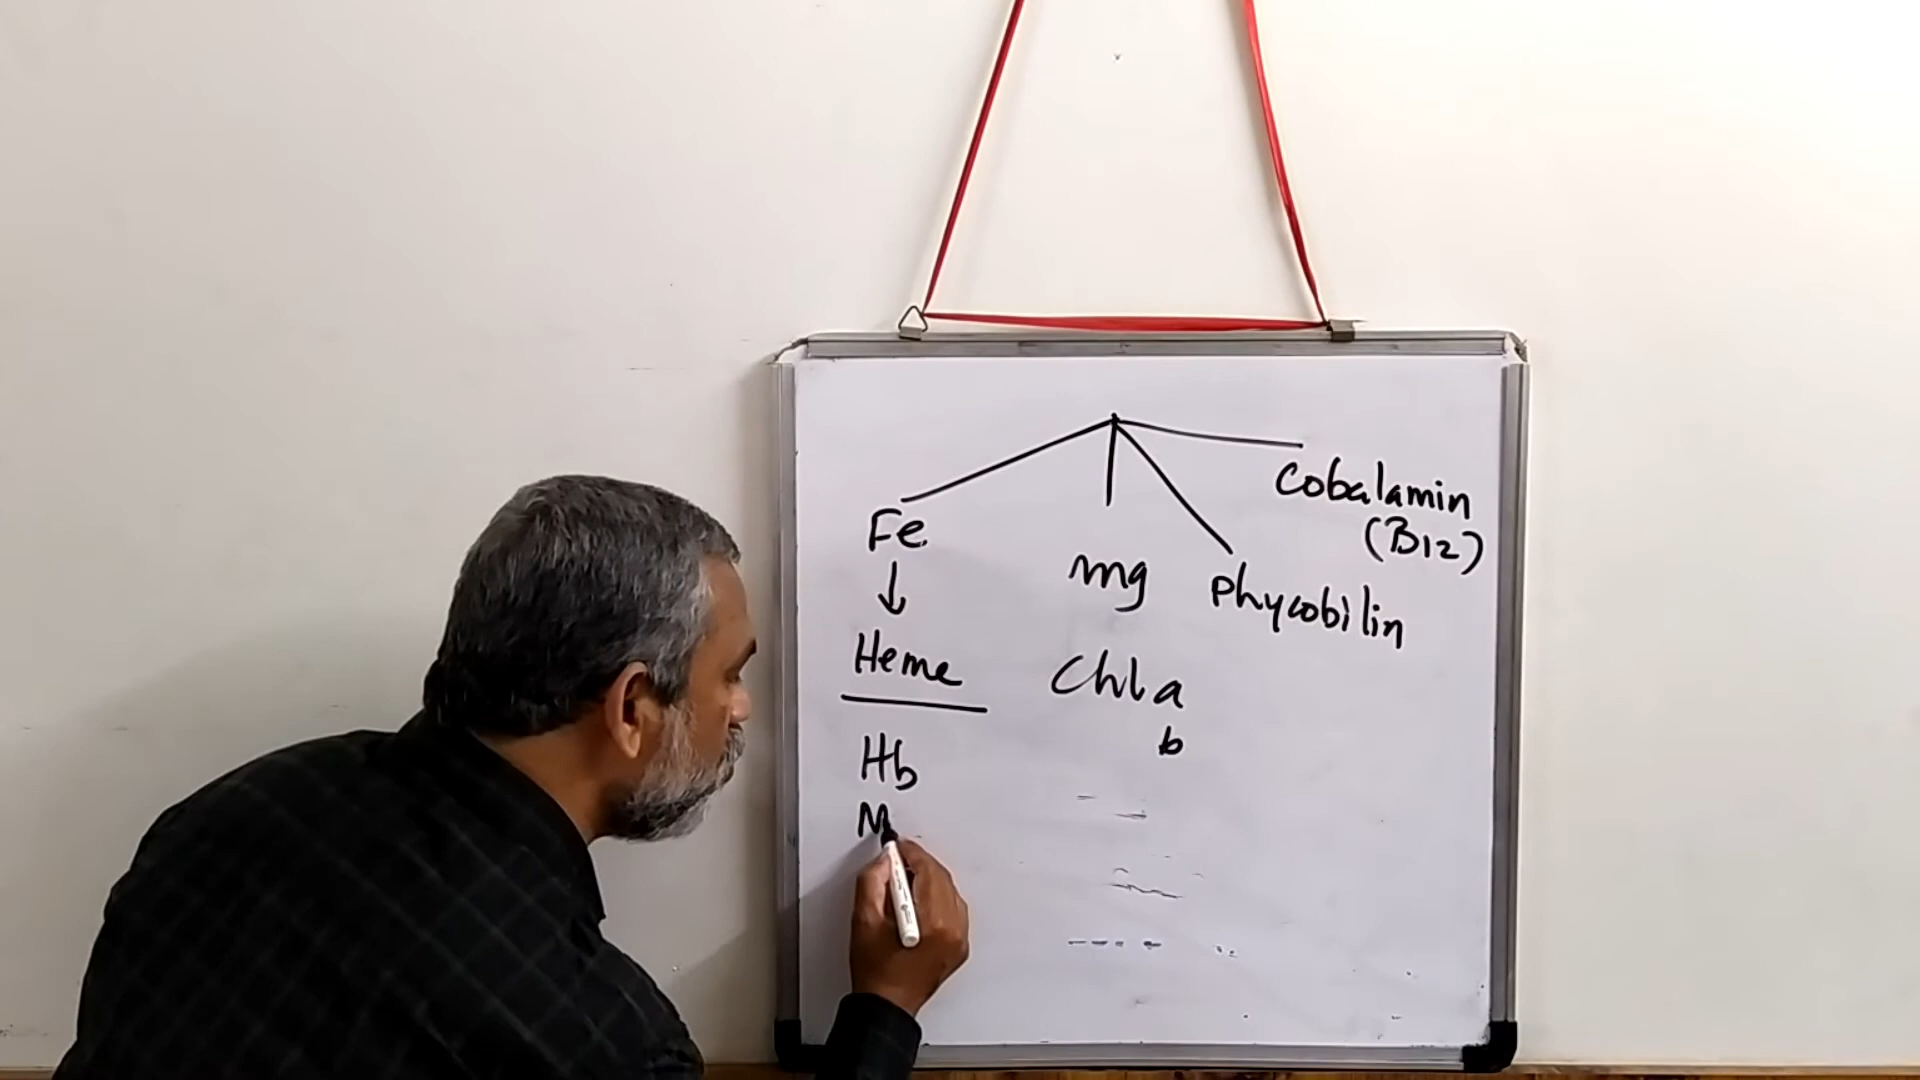 Cobalamin
(B12)
Fe
mg
Phycobilin
↓
Heme
Chl a
b
Hb
M